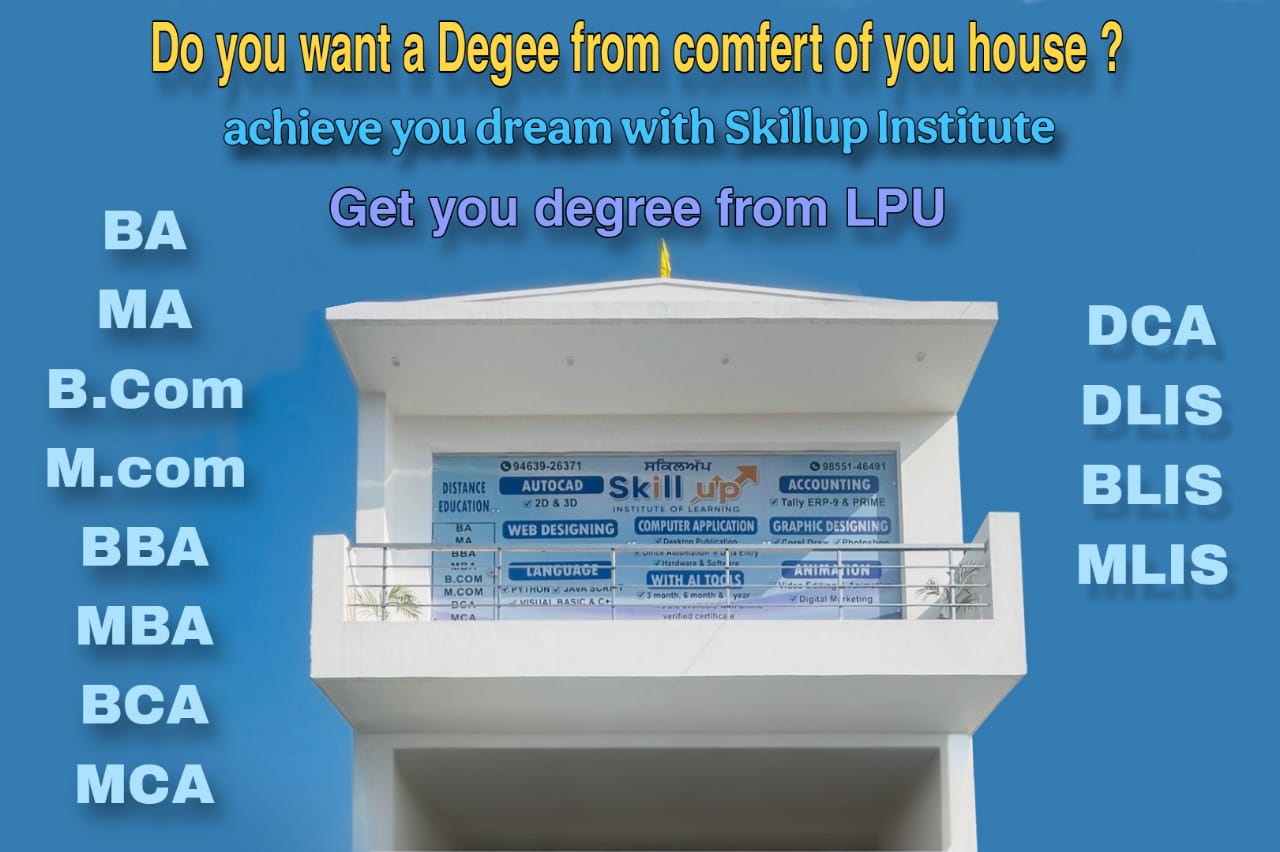 Do you want a Degee from comfert of you house ?
achieve you dream with Skillup Institute
Get you degree from LPU
BA
MA
B.Com
M.com
BBA
MBA
BCA
MCA
DCA
DLIS
BLIS
MLIS
94639-26371
ਸਕਿਲਅੱਪ
98551-46491
DISTANCE
EDUCATION
BA
MA
BBA
MBA
B.COM
M.COM
DCA
MCA
AUTOCAD
2D & 3D
WEB DESIGNING
LANGUAGE
PYTHON JAVA SCRIPT
VISUAL BASIC & C++
Skill up
INSTITUTE OF LEARNING
COMPUTER APPLICATION
Desktop Publication
Office Automation Data Entry
Hardware & Software
WITH AI TOOLS
3 month, 6 month & year
verified certificate
ACCOUNTING
Tally ERP-9 & PRIME
GRAPHIC DESIGNING
Corel Draw Photoshop
ANIMATION
Video Editing &
Digital Marketing